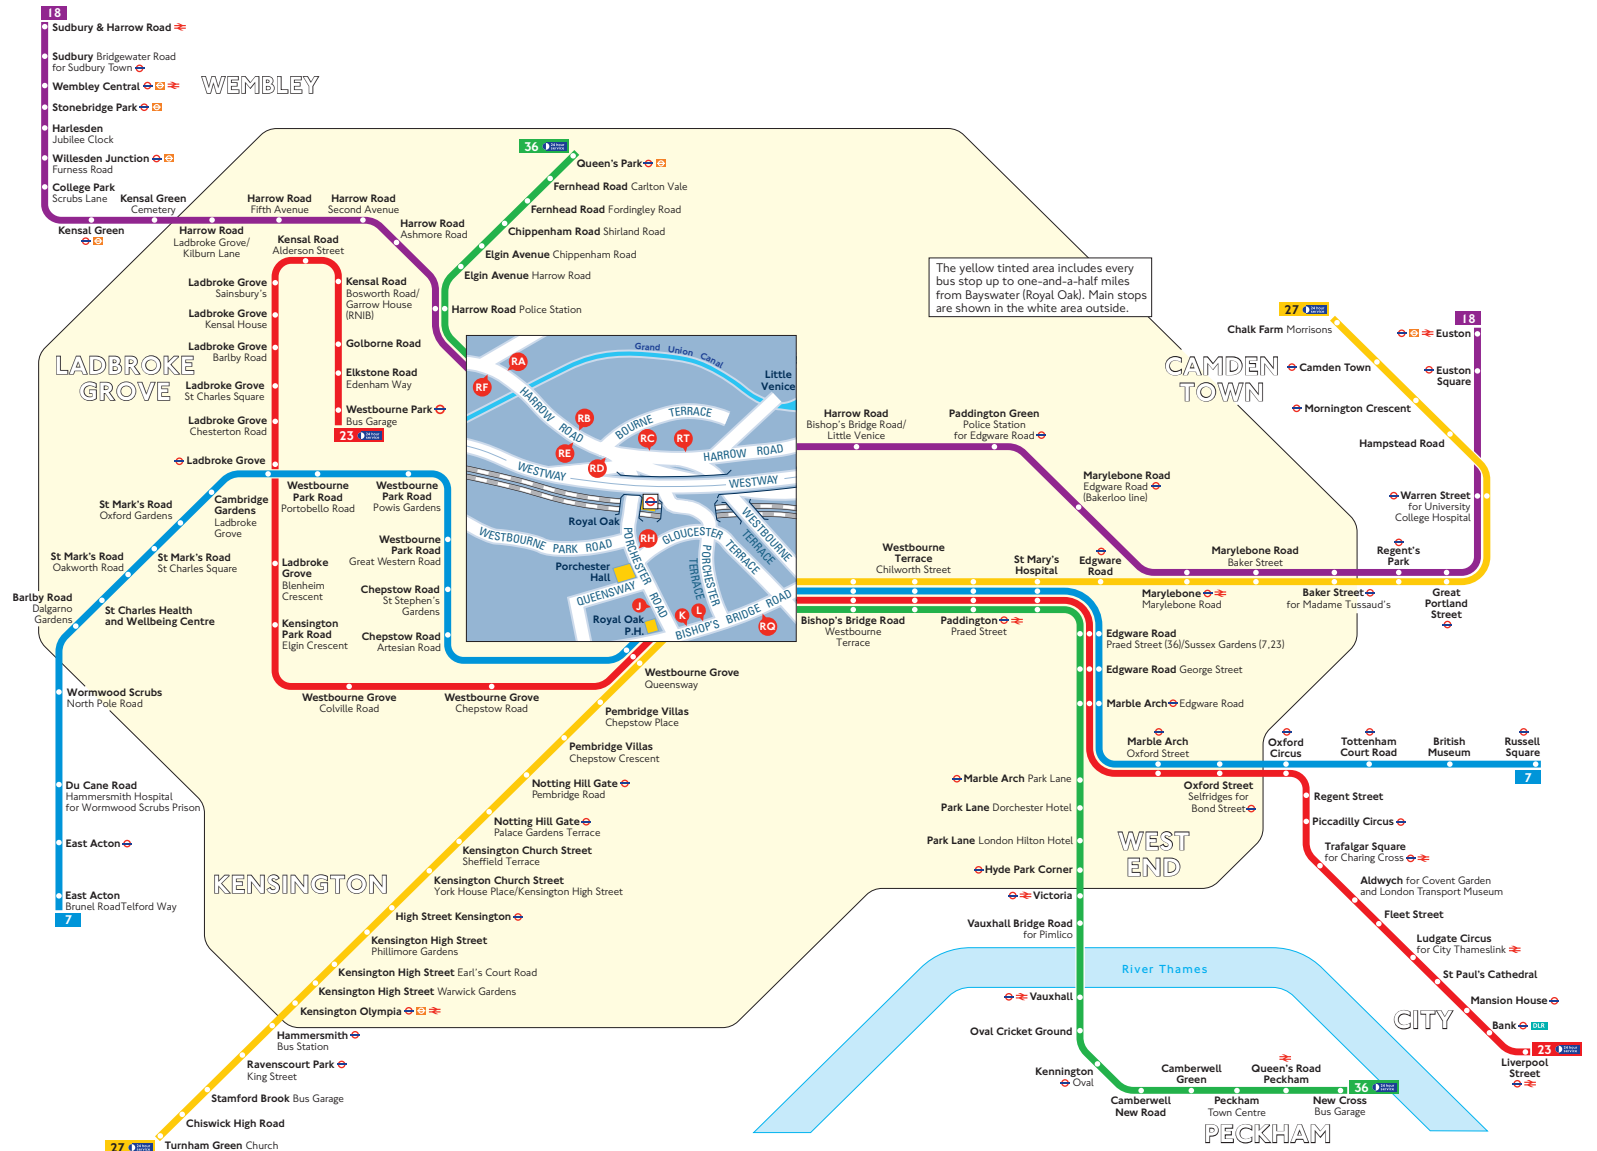 18
Sudbury & Harrow Road
Sudbury Bridgewater Road
for Sudbury Town
Wembley Central
WEMBLEY
Stonebridge Park
Harlesden
Jubilee Clock
Willesden Junction
Furness Road
College Park
Scrubs Lane
Kensal Green
Cemetery
Kensal Green
Harrow Road
Fifth Avenue
Harrow Road
Second Avenue
Harrow Road
Ladbroke Grove/
Kilburn Lane
Harrow Road
Ashmore Road
36 24 hour service
Queen's Park
Fernhead Road Carlton Vale
Fernhead Road Fordingley Road
Chippenham Road Shirland Road
Elgin Avenue Chippenham Road
Elgin Avenue Harrow Road
Harrow Road Police Station
Kensal Road
Alderson Street
Ladbroke Grove
Sainsbury's
Ladbroke Grove
Kensal House
Ladbroke Grove
Barlby Road
Ladbroke Grove
St Charles Square
Ladbroke Grove
Chesterton Road
Ladbroke Grove
Kensal Road
Bosworth Road/
Garrow House
(RNIB)
Golborne Road
Elkstone Road
Edenham Way
Westbourne Park
Bus Garage
23 24 hour service
LADBROKE
GROVE
The yellow tinted area includes every
bus stop up to one-and-a-half miles
from Bayswater (Royal Oak). Main stops
are shown in the white area outside.
27 24 hour service
Chalk Farm Morrisons
Camden Town
Mornington Crescent
Hampstead Road
CAMDEN
TOWN
18
Euston
Euston
Square
Warren Street
for University
College Hospital
Regent's
Park
Great
Portland
Street
Grand Union Canal
Little
Venice
RA
RF
HARROW ROAD
RB
BOURNE TERRACE
RC
RT
RE
RD
HARROW ROAD
WESTWAY
WESTWAY
Royal Oak
WESTBOURNE PARK ROAD
PORCHESTER ROAD
RH
GLOUCESTER TERRACE
WESTBOURNE TERRACE
PORCHESTER TERRACE
Porchester
Hall
QUEENSWAY
J
K
L
Royal Oak
P.H.
BISHOP'S BRIDGE ROAD
RQ
Harrow Road
Bishop's Bridge Road/
Little Venice
Paddington Green
Police Station
for Edgware Road
Marylebone Road
Edgware Road
(Bakerloo line)
Westbourne
Terrace
Chilworth Street
St Mary's
Hospital
Edgware
Road
Marylebone Road
Baker Street
Marylebone
Marylebone Road
Baker Street
for Madame Tussaud's
Bishop's Bridge Road
Westbourne
Terrace
Paddington
Praed Street
Edgware Road
Praed Street (36)/Sussex Gardens (7,23)
Edgware Road George Street
Marble Arch Edgware Road
Marble Arch
Oxford Street
Oxford
Circus
Tottenham
Court Road
British
Museum
Russell
Square
7
Oxford Street
Selfridges for
Bond Street
Regent Street
Piccadilly Circus
Trafalgar Square
for Charing Cross
Aldwych for Covent Garden
and London Transport Museum
Fleet Street
Ludgate Circus
for City Thameslink
St Paul's Cathedral
Mansion House
Bank DLR
CITY
23 24 hour service
Liverpool
Street
Marble Arch Park Lane
Park Lane Dorchester Hotel
Park Lane London Hilton Hotel
Hyde Park Corner
WEST
END
Victoria
Vauxhall Bridge Road
for Pimlico
River Thames
Vauxhall
Oval Cricket Ground
Kennington
Oval
Camberwell
New Road
Camberwell
Green
Peckham
Town Centre
Queen's Road
Peckham
New Cross
Bus Garage
36 24 hour service
PECKHAM
Westbourne
Park Road
Portobello Road
Westbourne
Park Road
Powis Gardens
Westbourne
Park Road
Great Western Road
Chepstow Road
St Stephen's
Gardens
Chepstow Road
Artesian Road
Cambridge
Gardens
Ladbroke
Grove
St Mark's Road
Oxford Gardens
St Mark's Road
St Charles Square
St Mark's Road
Oakworth Road
St Charles Health
and Wellbeing Centre
Barlby Road
Dalgarno
Gardens
Wormwood Scrubs
North Pole Road
Du Cane Road
Hammersmith Hospital
for Wormwood Scrubs Prison
East Acton
East Acton
Brunel RoadTelford Way
7
Ladbroke
Grove
Blenheim
Crescent
Kensington
Park Road
Elgin Crescent
Westbourne Grove
Colville Road
Westbourne Grove
Chepstow Road
Westbourne Grove
Queensway
Pembridge Villas
Chepstow Place
Pembridge Villas
Chepstow Crescent
Notting Hill Gate
Pembridge Road
Notting Hill Gate
Palace Gardens Terrace
Kensington Church Street
Sheffield Terrace
Kensington Church Street
York House Place/Kensington High Street
High Street Kensington
KENSINGTON
Kensington High Street
Phillimore Gardens
Kensington High Street Earl's Court Road
Kensington High Street Warwick Gardens
Kensington Olympia
Hammersmith
Bus Station
Ravenscourt Park
King Street
Stamford Brook Bus Garage
Chiswick High Road
27 24 hour service
Turnham Green Church